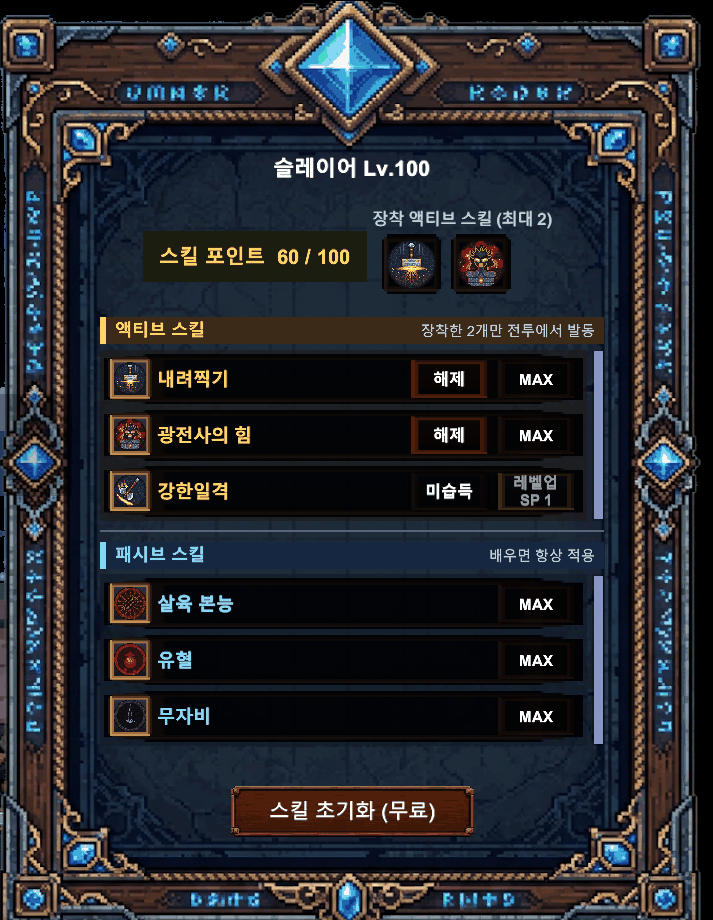 슬레이어 Lv.100
장착 액티브 스킬 (최대 2)
스킬 포인트 60 / 100
액티브 스킬 장착한 2개만 전투에서 발동
내려찍기 해제 MAX
광전사의 힘 해제 MAX
강한일격 미습득 레벨업
SP 1
패시브 스킬 배우면 항상 적용
살육 본능 MAX
유혈 MAX
무자비 MAX
스킬 초기화 (무료)